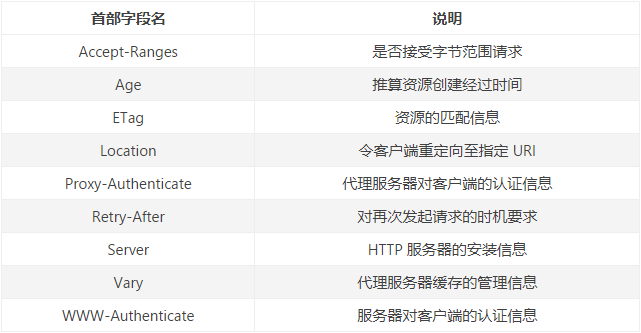 首部字段名 说明
Accept-Ranges 是否接受字节范围请求
Age 推算资源创建经过时间
ETag 资源的匹配信息
Location 令客户端重定向至指定 URI
Proxy-Authenticate 代理服务器对客户端的认证信息
Retry-After 对再次发起请求的时机要求
Server HTTP 服务器的安装信息
Vary 代理服务器缓存的管理信息
WWW-Authenticate 服务器对客户端的认证信息